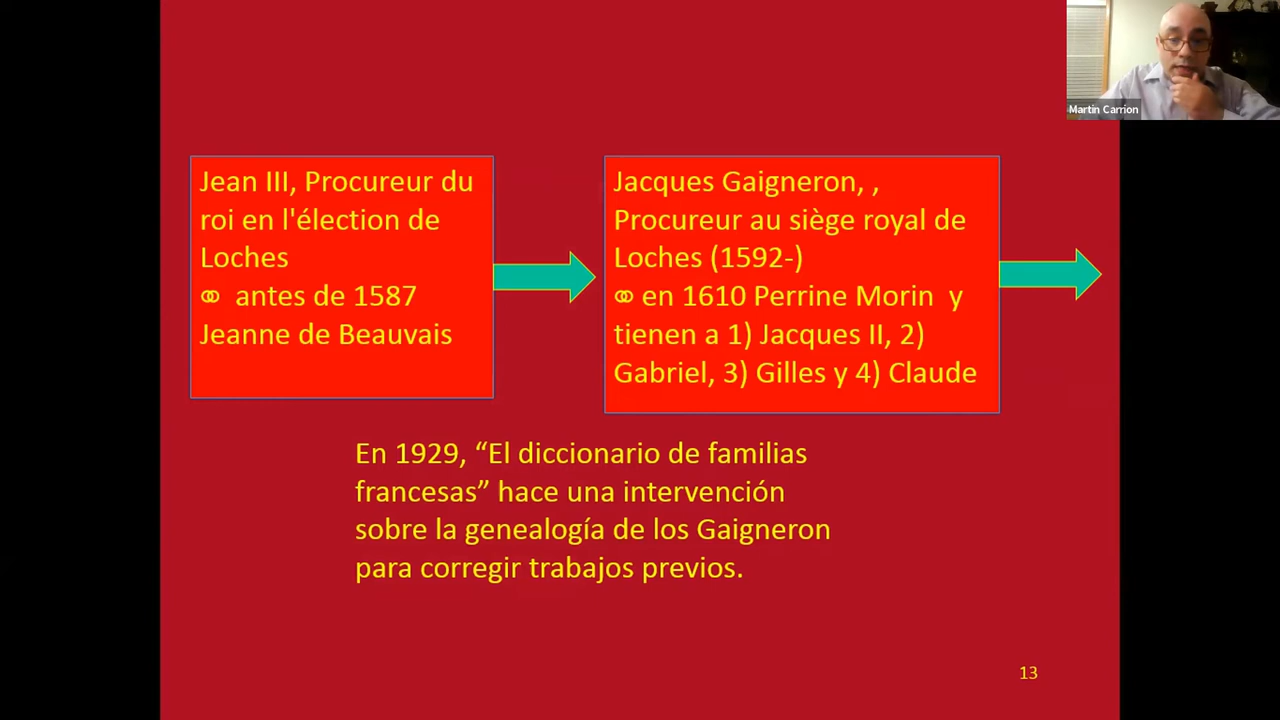 Martin Carrion
Jean III, Procureur du
roi en l'élection de
Loches
⚭ antes de 1587
Jeanne de Beauvais
Jacques Gaigneron, ,
Procureur au siège royal de
Loches (1592-)
⚭ en 1610 Perrine Morin y
tienen a 1) Jacques II, 2)
Gabriel, 3) Gilles y 4) Claude
En 1929, “El diccionario de familias
francesas” hace una intervención
sobre la genealogía de los Gaigneron
para corregir trabajos previos.
13